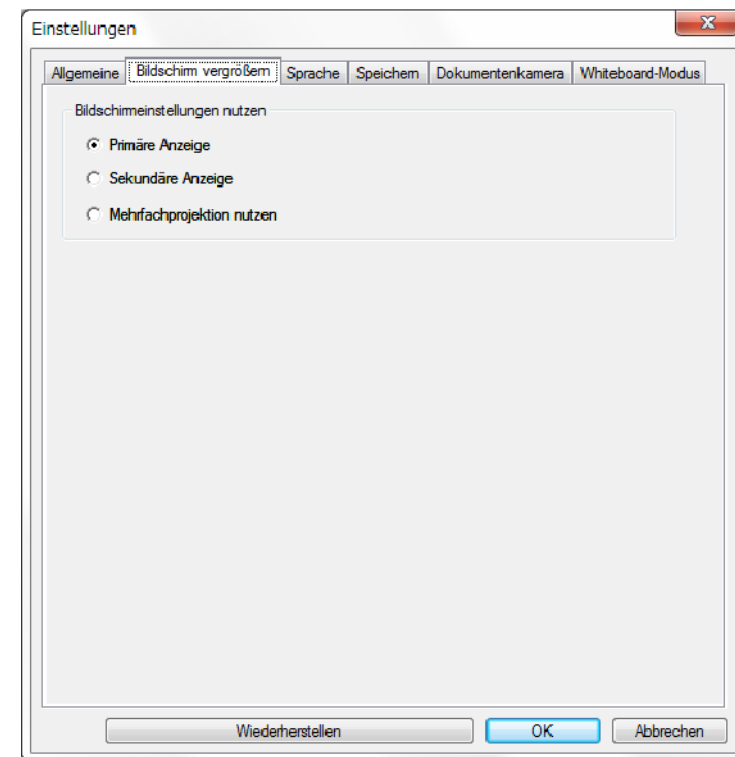 Einstellungen
Allgemeine Bildschirm vergrößern Sprache Speichern Dokumentenkamera Whiteboard-Modus
Bildschirmeinstellungen nutzen
Primäre Anzeige
Sekundäre Anzeige
Mehrfachprojektion nutzen
Wiederherstellen OK Abbrechen